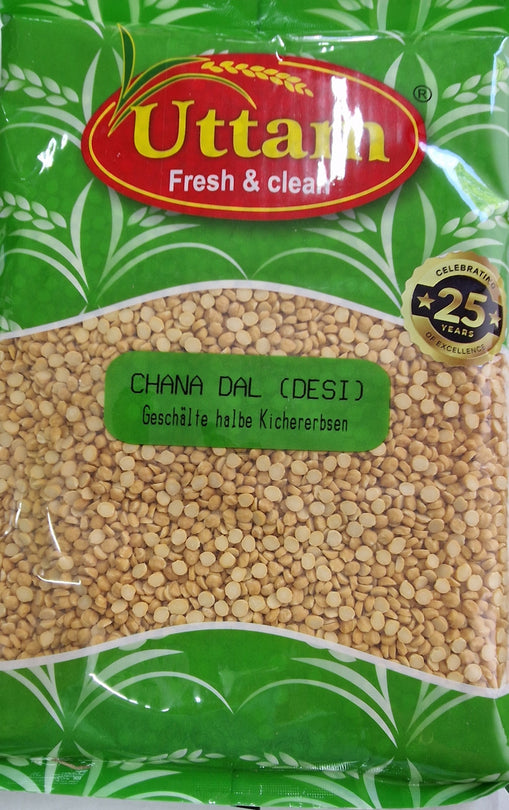 Uttam
®
Fresh & clean
CELEBRATING
25
YEARS
OF EXCELLENCE
CHANA DAL (DESI)
Geschälte halbe Kichererbsen